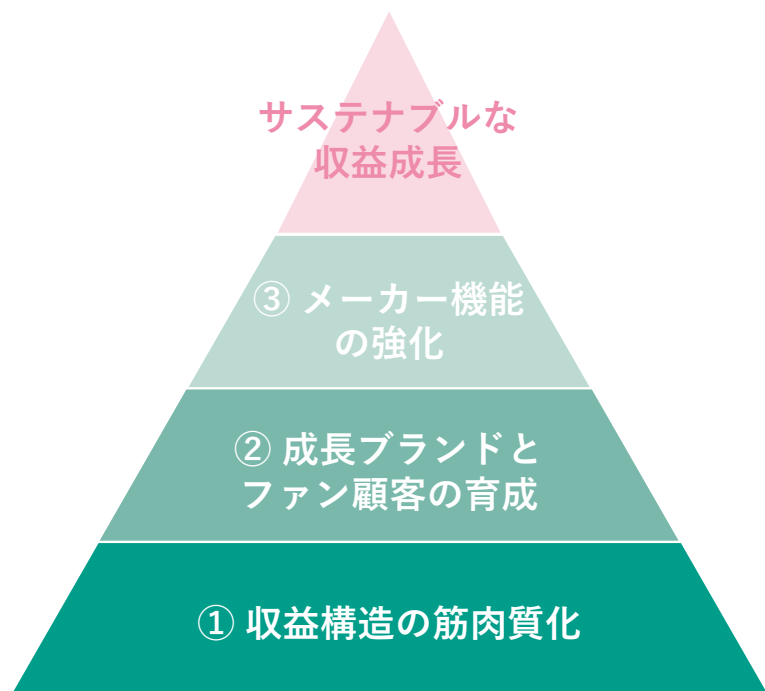 サステナブルな
収益成長
③ メーカー機能
の強化
② 成長ブランドと
ファン顧客の育成
① 収益構造の筋肉質化